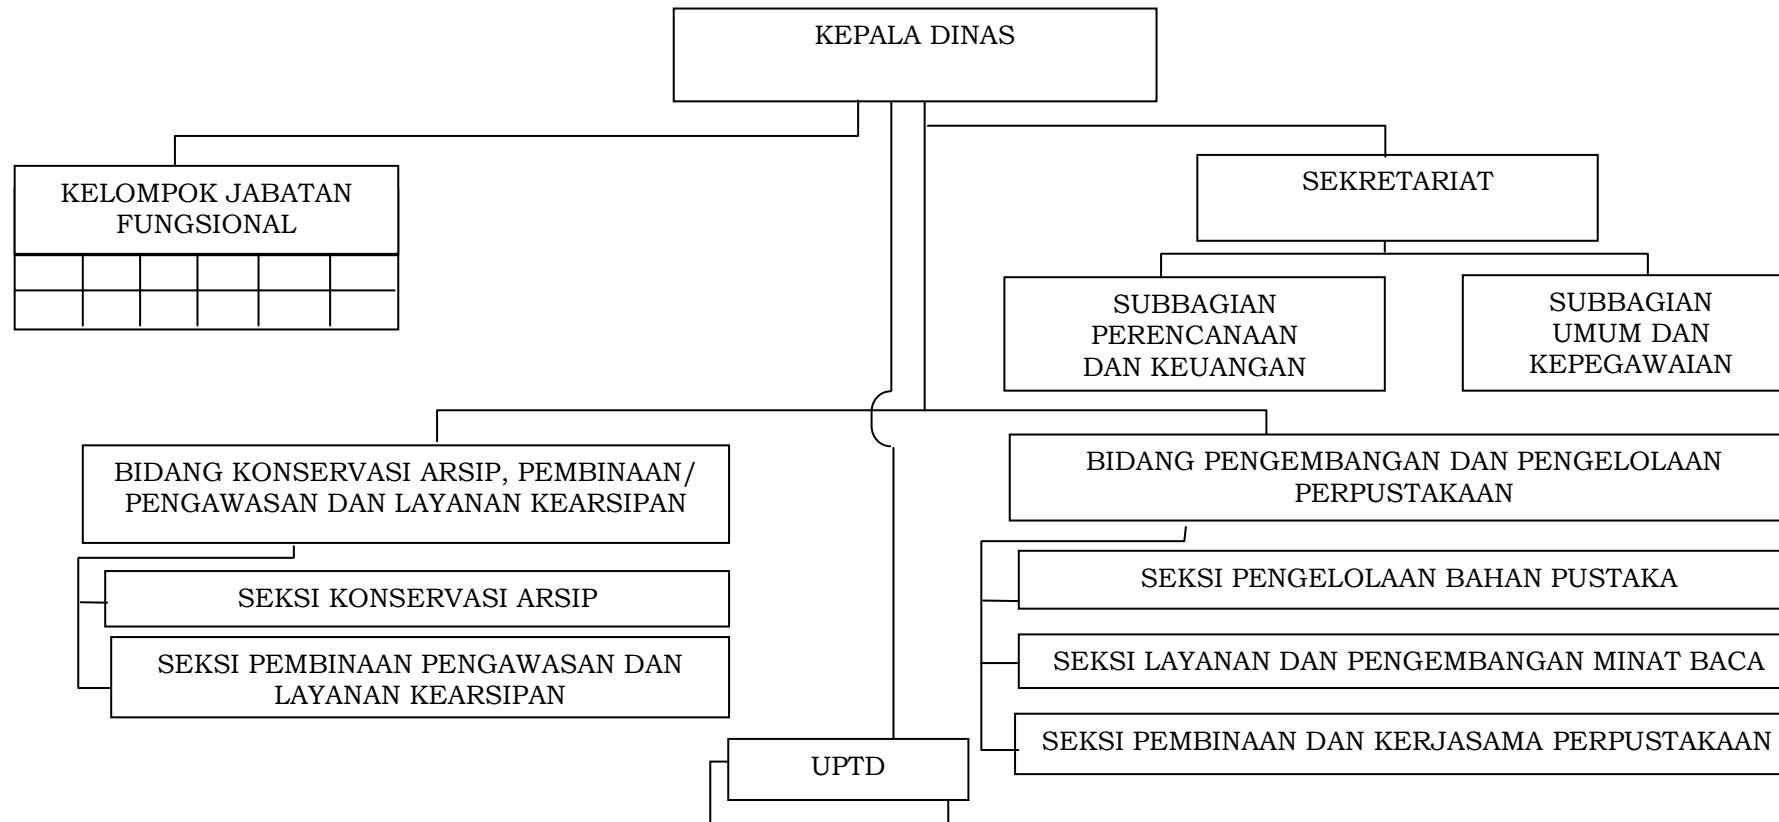 KEPALA DINAS
KELOMPOK JABATAN
FUNGSIONAL
SEKRETARIAT
SUBBAGIAN
PERENCANAAN
DAN KEUANGAN
SUBBAGIAN
UMUM DAN
KEPEGAWAIAN
BIDANG KONSERVASI ARSIP, PEMBINAAN/
PENGAWASAN DAN LAYANAN KEARSIPAN
SEKSI KONSERVASI ARSIP
SEKSI PEMBINAAN PENGAWASAN DAN
LAYANAN KEARSIPAN
BIDANG PENGEMBANGAN DAN PENGELOLAAN
PERPUSTAKAAN
SEKSI PENGELOLAAN BAHAN PUSTAKA
SEKSI LAYANAN DAN PENGEMBANGAN MINAT BACA
SEKSI PEMBINAAN DAN KERJASAMA PERPUSTAKAAN
UPTD